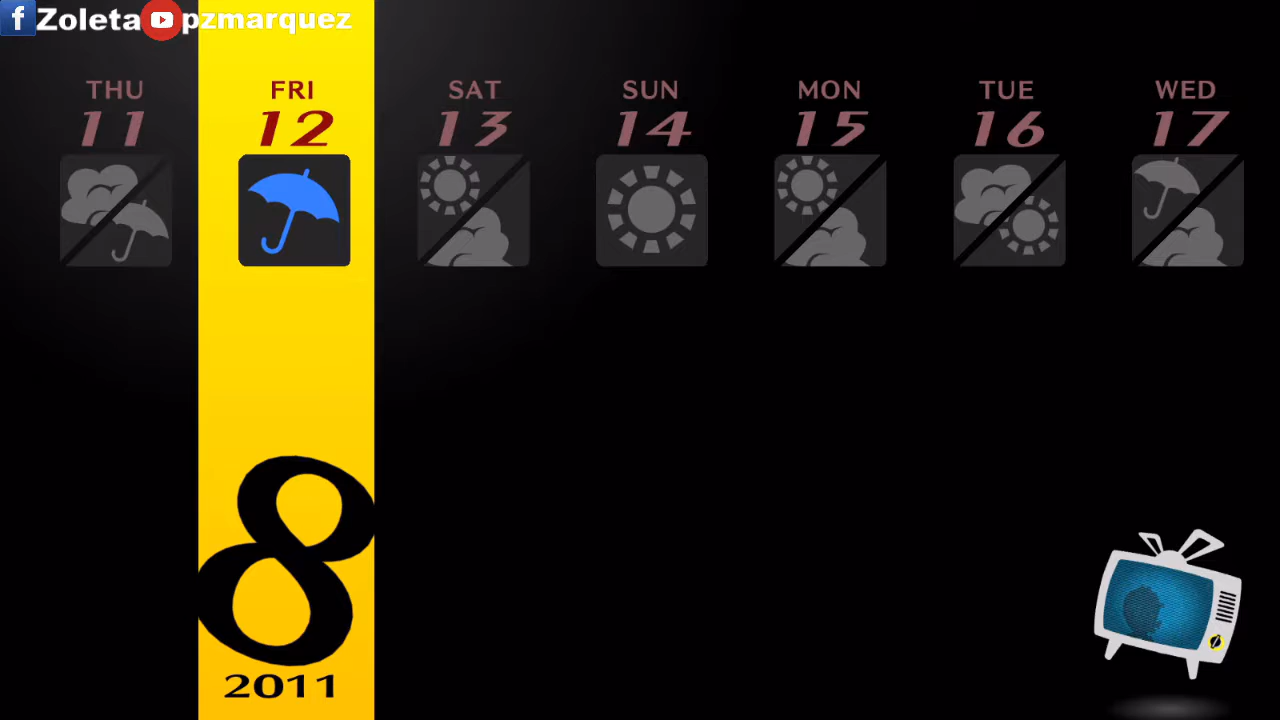 f Zoleta pzmarquez
THU FRI SAT SUN MON TUE WED
11 12 13 14 15 16 17
8
2011